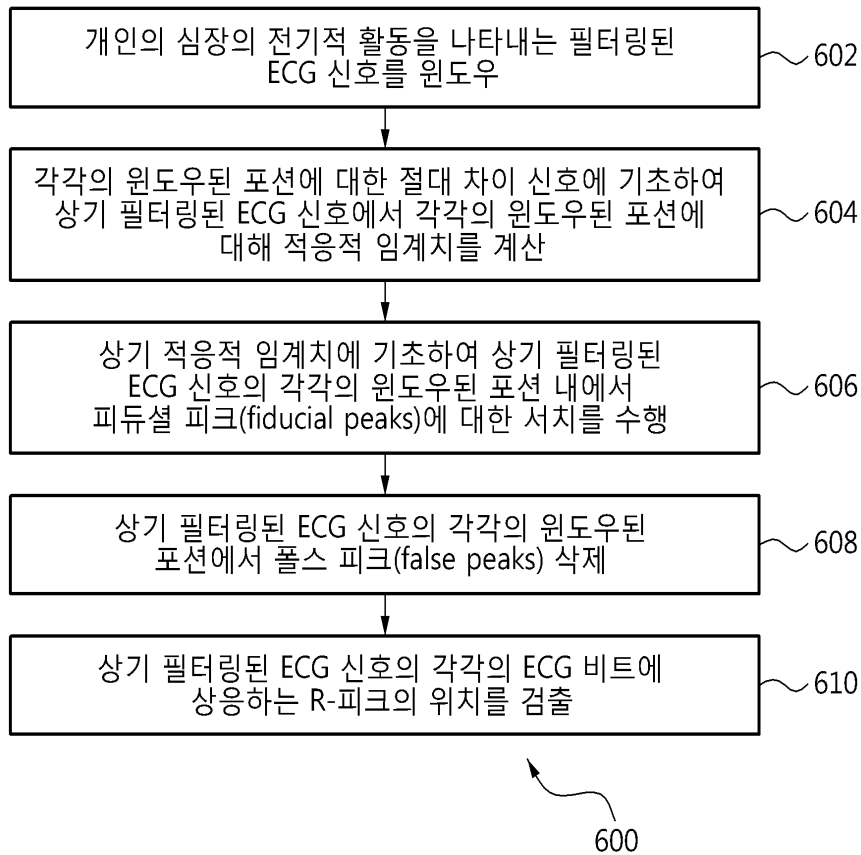 개인의 심장의 전기적 활동을 나타내는 필터링된
ECG 신호를 윈도우
602
각각의 윈도우된 포션에 대한 절대 차이 신호에 기초하여
상기 필터링된 ECG 신호에서 각각의 윈도우된 포션에
대해 적응적 임계치를 계산
604
상기 적응적 임계치에 기초하여 상기 필터링된
ECG 신호의 각각의 윈도우된 포션 내에서
피듀셜 피크(fiducial peaks)에 대한 서치를 수행
606
상기 필터링된 ECG 신호의 각각의 윈도우된
포션에서 폴스 피크(false peaks) 삭제
608
상기 필터링된 ECG 신호의 각각의 ECG 비트에
상응하는 R-피크의 위치를 검출
610
600